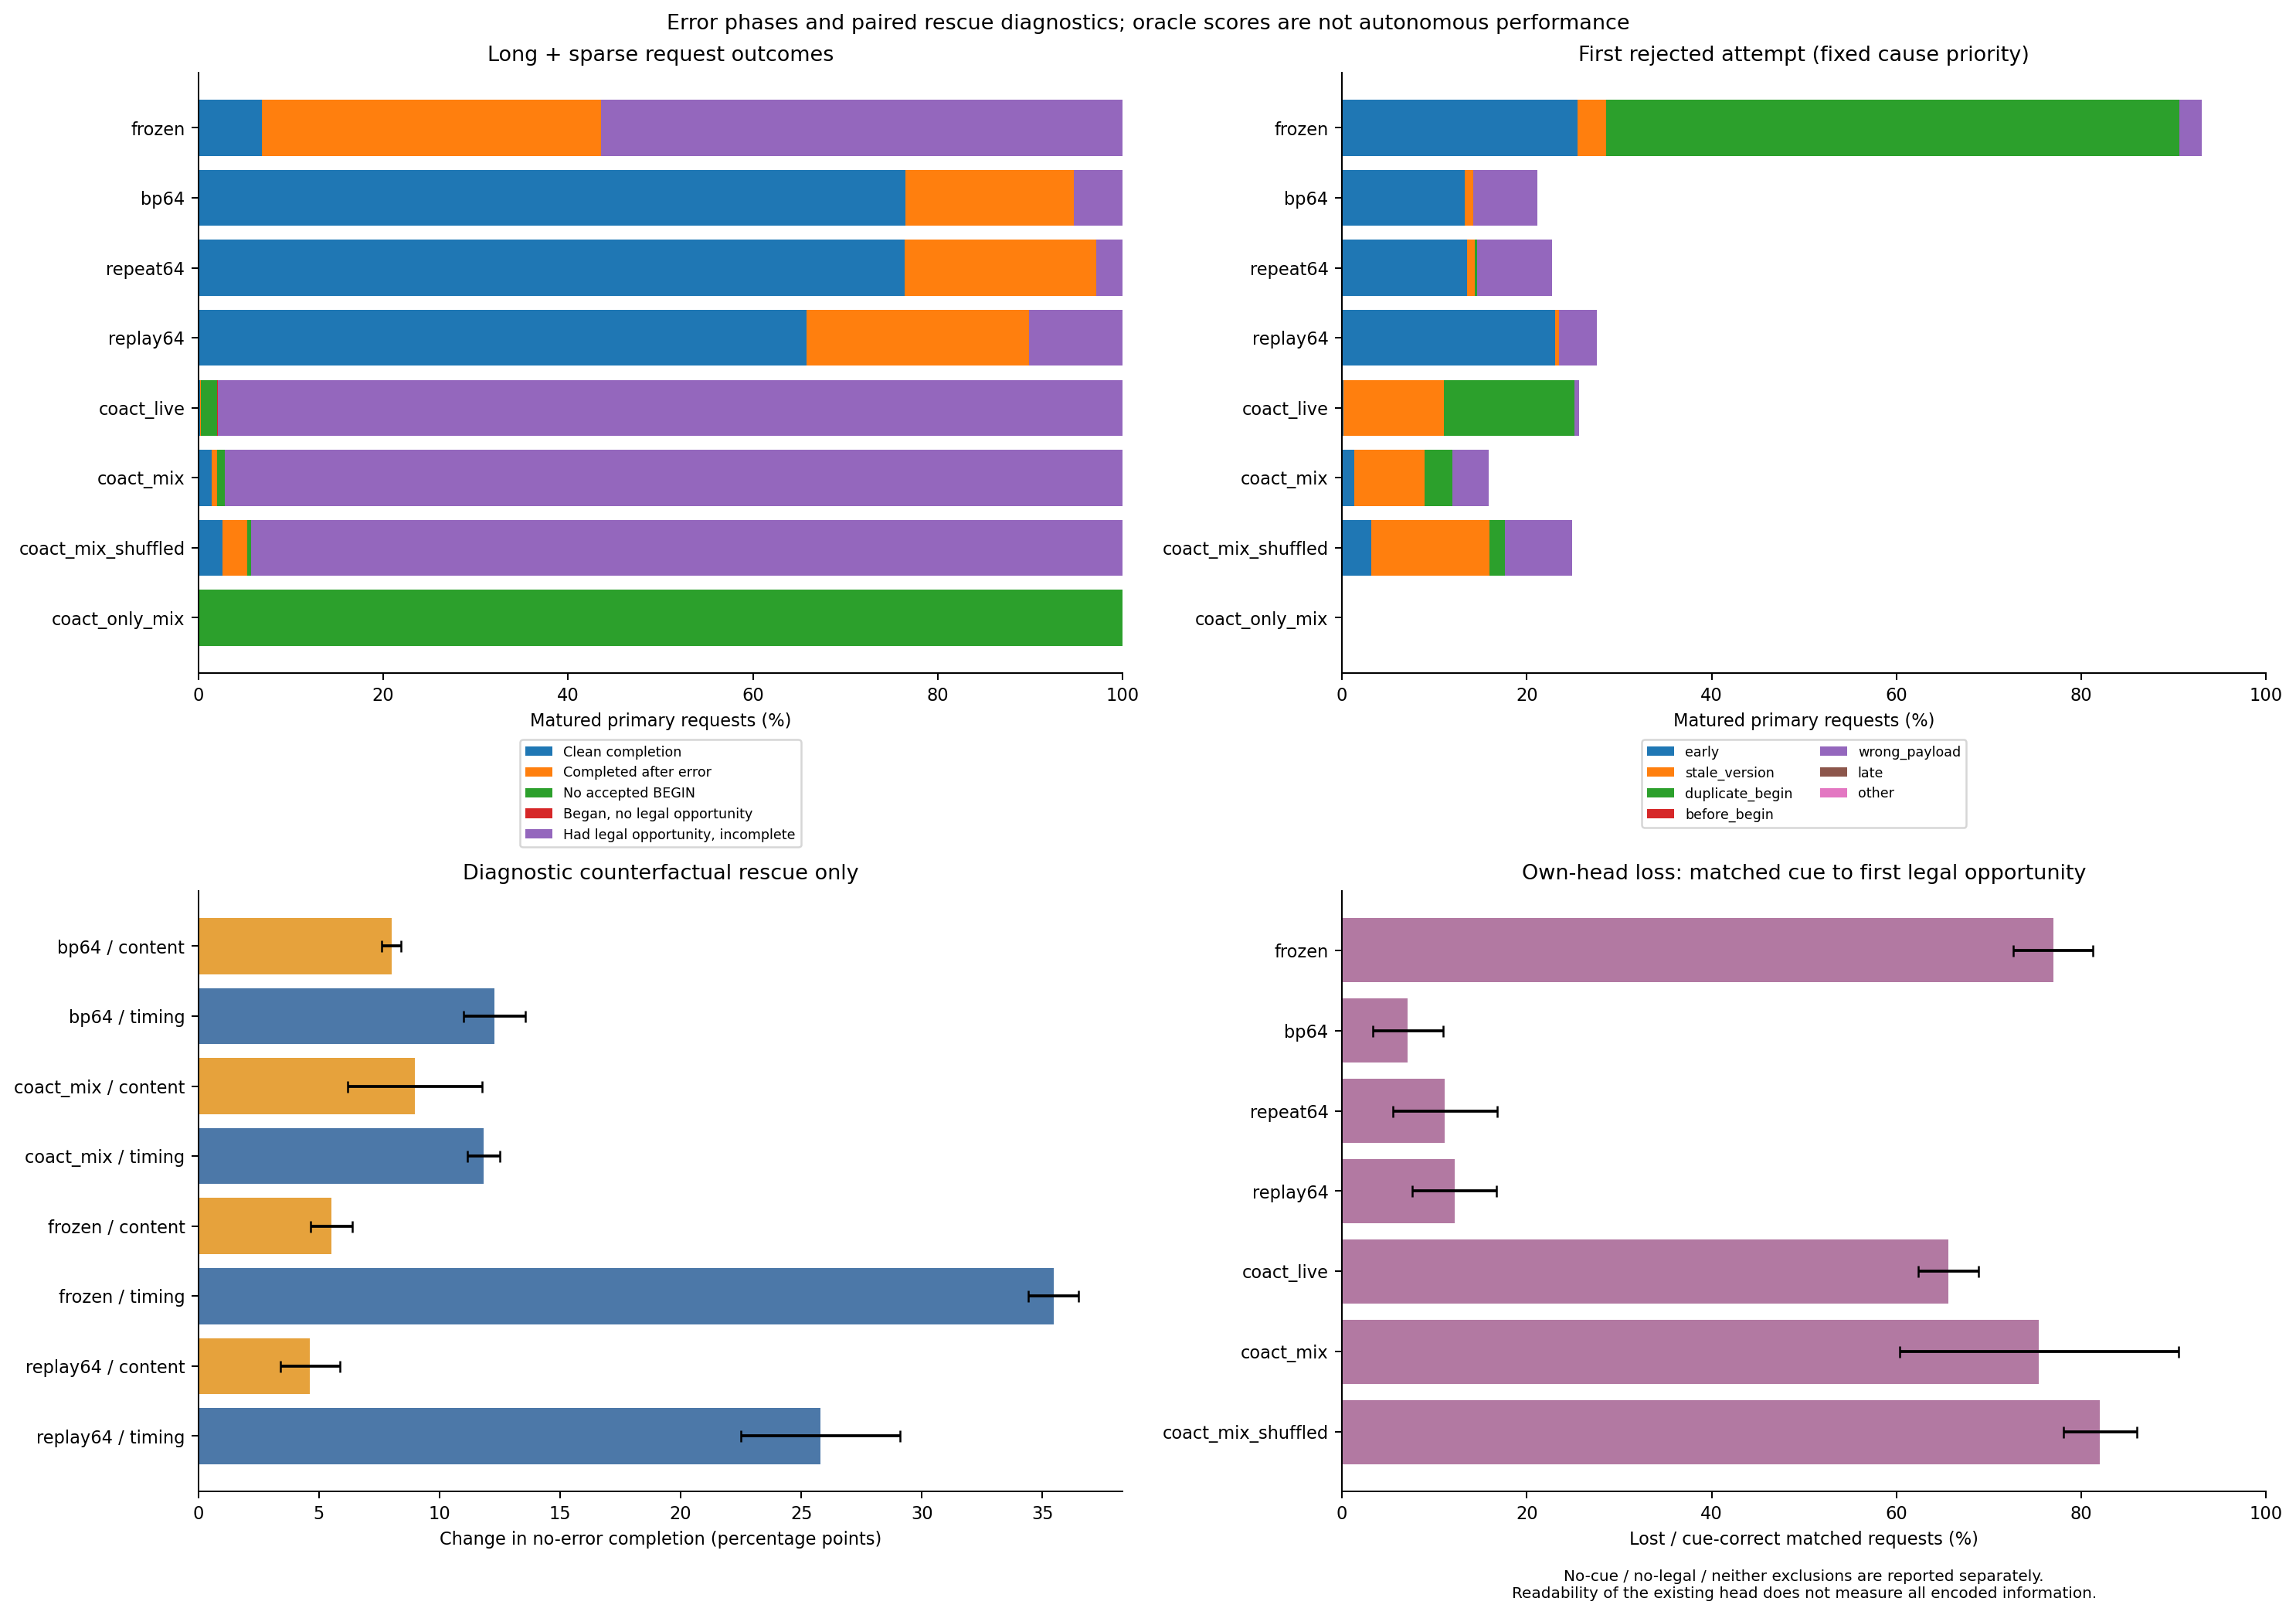 Error phases and paired rescue diagnostics; oracle scores are not autonomous performance
Long + sparse request outcomes
frozen
bp64
repeat64
replay64
coact_live
coact_mix
coact_mix_shuffled
coact_only_mix
0 20 40 60 80 100
Matured primary requests (%)
Clean completion
Completed after error
No accepted BEGIN
Began, no legal opportunity
Had legal opportunity, incomplete
First rejected attempt (fixed cause priority)
frozen
bp64
repeat64
replay64
coact_live
coact_mix
coact_mix_shuffled
coact_only_mix
0 20 40 60 80 100
Matured primary requests (%)
early
stale_version
duplicate_begin
before_begin
wrong_payload
late
other
Diagnostic counterfactual rescue only
bp64 / content
bp64 / timing
coact_mix / content
coact_mix / timing
frozen / content
frozen / timing
replay64 / content
replay64 / timing
0 5 10 15 20 25 30 35
Change in no-error completion (percentage points)
Own-head loss: matched cue to first legal opportunity
frozen
bp64
repeat64
replay64
coact_live
coact_mix
coact_mix_shuffled
0 20 40 60 80 100
Lost / cue-correct matched requests (%)
No-cue / no-legal / neither exclusions are reported separately.
Readability of the existing head does not measure all encoded information.